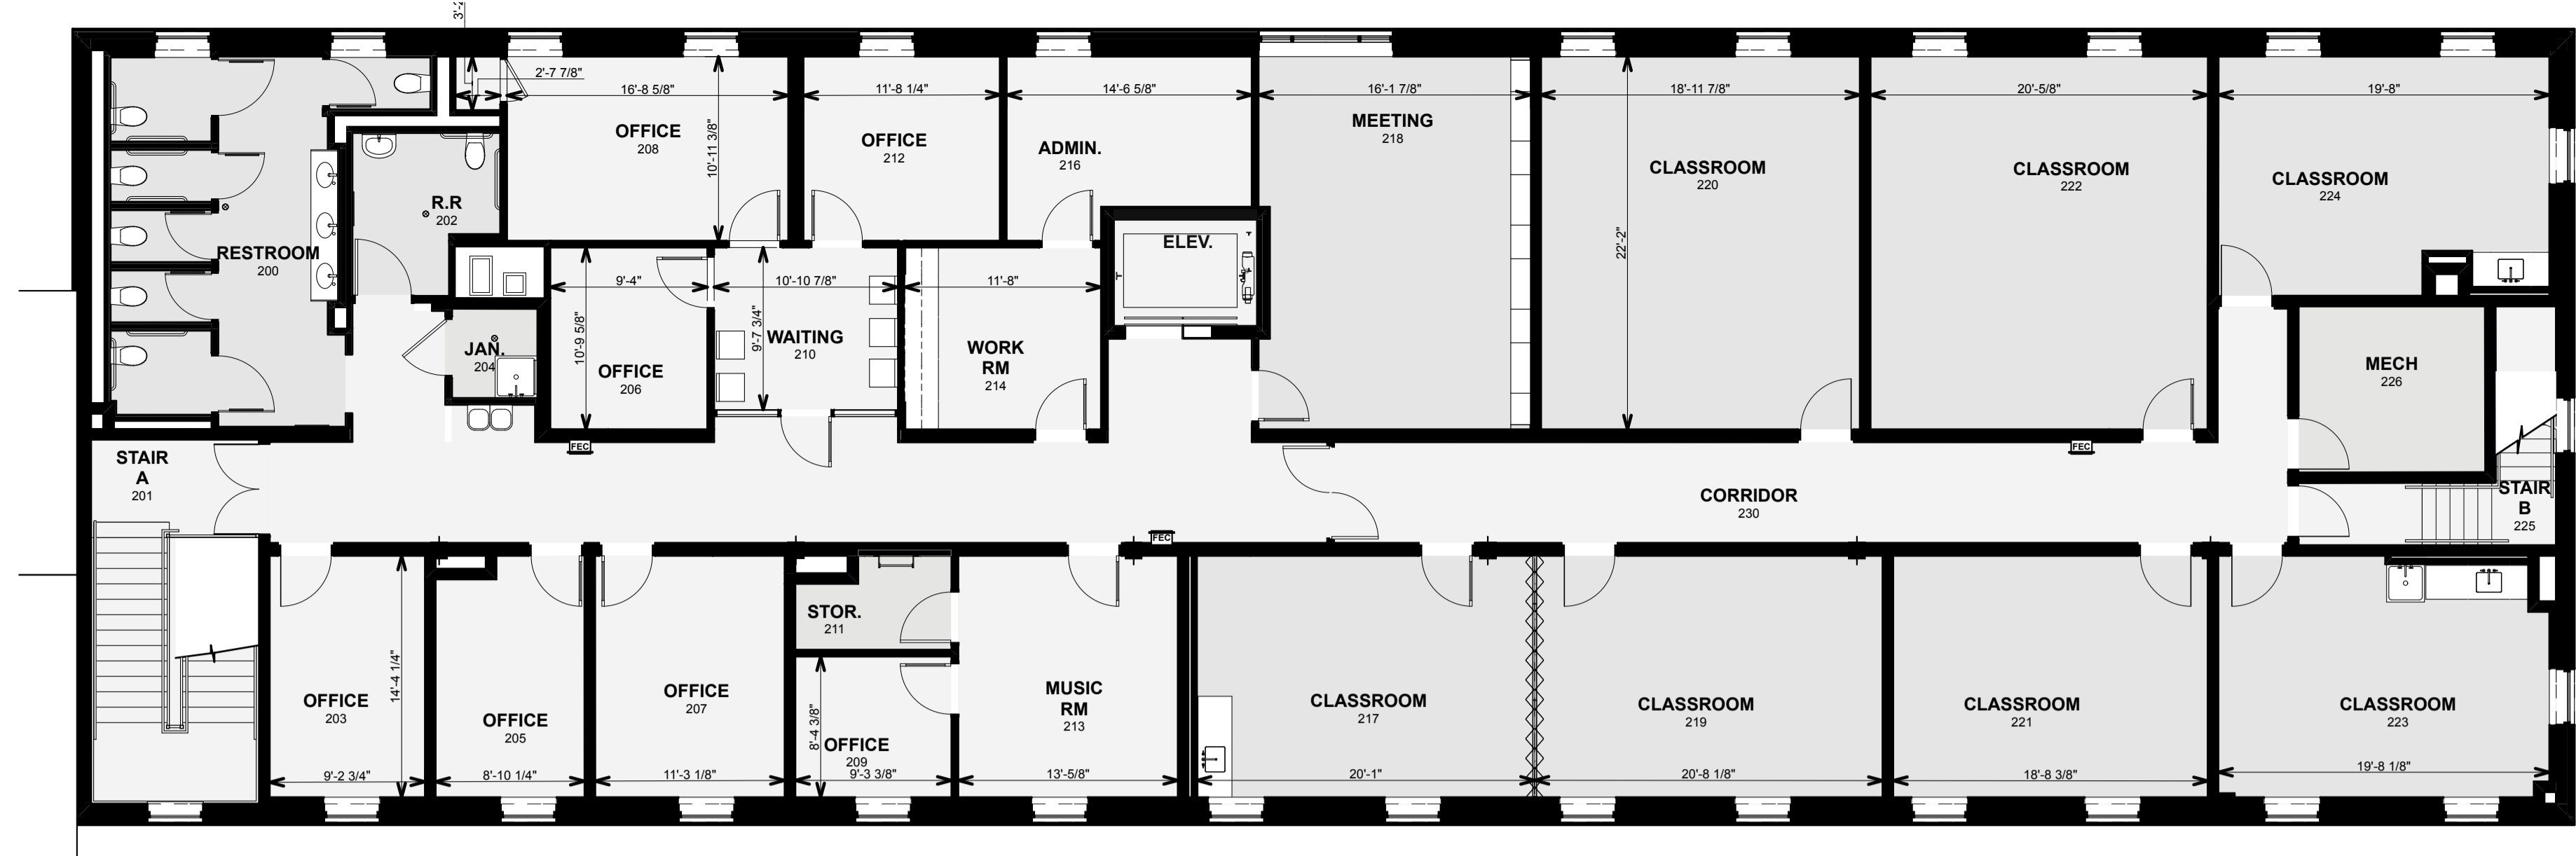 2'-7 7/8"
16'-8 5/8"
10'-11 3/8"
OFFICE
208
11'-8 1/4"
OFFICE
212
14'-6 5/8"
ADMIN.
216
16'-1 7/8"
MEETING
218
18'-11 7/8"
CLASSROOM
220
22'-2"
20'-5/8"
CLASSROOM
222
19'-8"
CLASSROOM
224
R.R
202
RESTROOM
200
ELEV.
JAN.
204
9'-4"
10'-9 5/8"
OFFICE
206
10'-10 7/8"
9'-7 3/4"
WAITING
210
11'-8"
WORK
RM
214
MECH
226
FEC
FEC
STAIR
A
201
CORRIDOR
230
STAIR
B
225
FEC
14'-4 1/4"
OFFICE
203
9'-2 3/4"
OFFICE
205
8'-10 1/4"
OFFICE
207
11'-3 1/8"
STOR.
211
8'-4 3/8"
OFFICE
209
9'-3 3/8"
MUSIC
RM
213
13'-5/8"
CLASSROOM
217
20'-1"
CLASSROOM
219
20'-8 1/8"
CLASSROOM
221
18'-8 3/8"
CLASSROOM
223
19'-8 1/8"